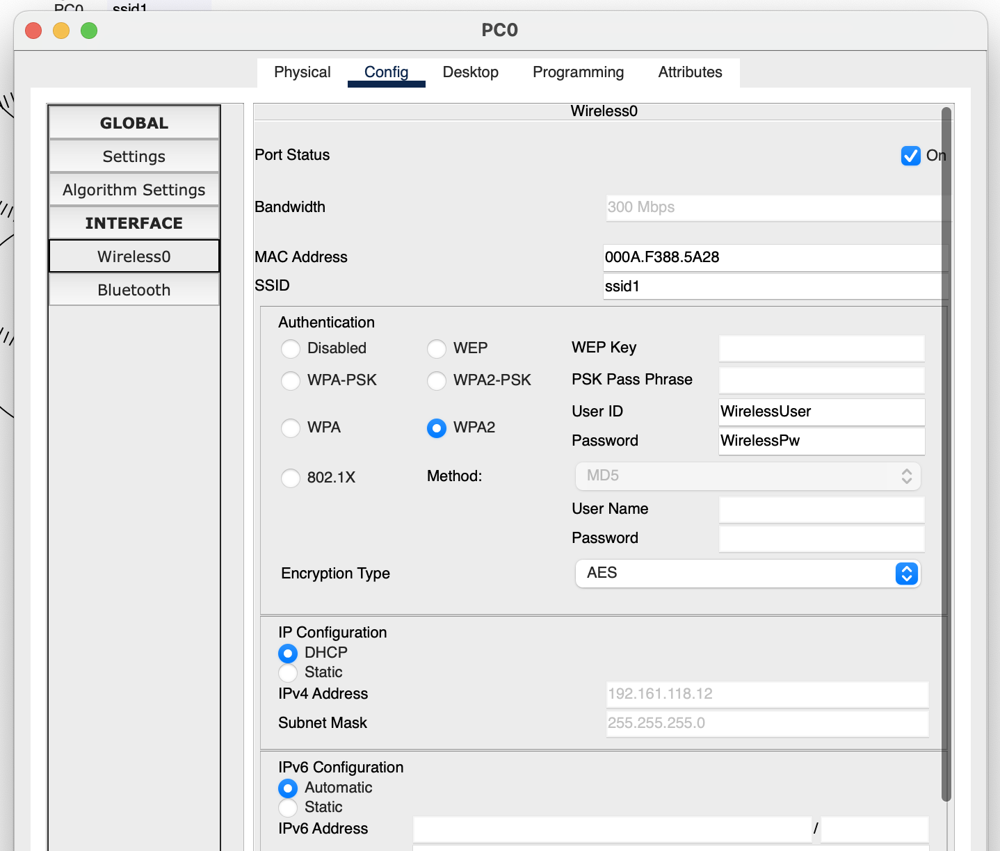 PC0 ssid1
PC0
Physical Config Desktop Programming Attributes
GLOBAL
Settings
Algorithm Settings
INTERFACE
Wireless0
Bluetooth
Wireless0
Port Status On
Bandwidth 300 Mbps
MAC Address 000A.F388.5A28
SSID ssid1
Authentication
Disabled WEP WEP Key
WPA-PSK WPA2-PSK PSK Pass Phrase
User ID WirelessUser
WPA WPA2
Password WirelessPw
802.1X Method: MD5
User Name
Password
Encryption Type AES
IP Configuration
DHCP
Static
IPv4 Address 192.161.118.12
Subnet Mask 255.255.255.0
IPv6 Configuration
Automatic
Static
IPv6 Address /